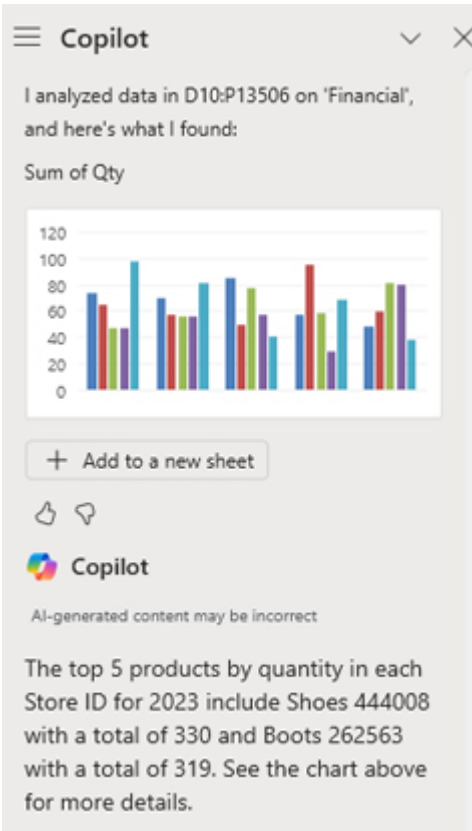 Copilot
I analyzed data in D10:P13506 on 'Financial',
and here's what I found:
Sum of Qty
120
100
80
60
40
20
0
+ Add to a new sheet
Copilot
AI-generated content may be incorrect
The top 5 products by quantity in each
Store ID for 2023 include Shoes 444008
with a total of 330 and Boots 262563
with a total of 319. See the chart above
for more details.